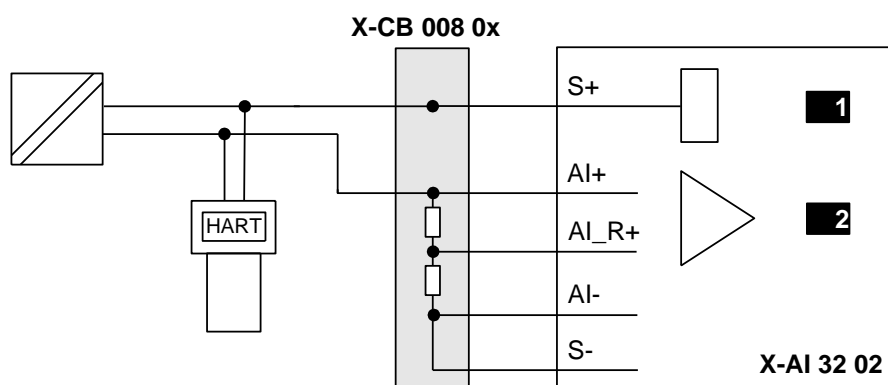 X-CB 008 0x
S+
1
AI+
HART
AI_R+
2
AI-
S-
X-AI 32 02